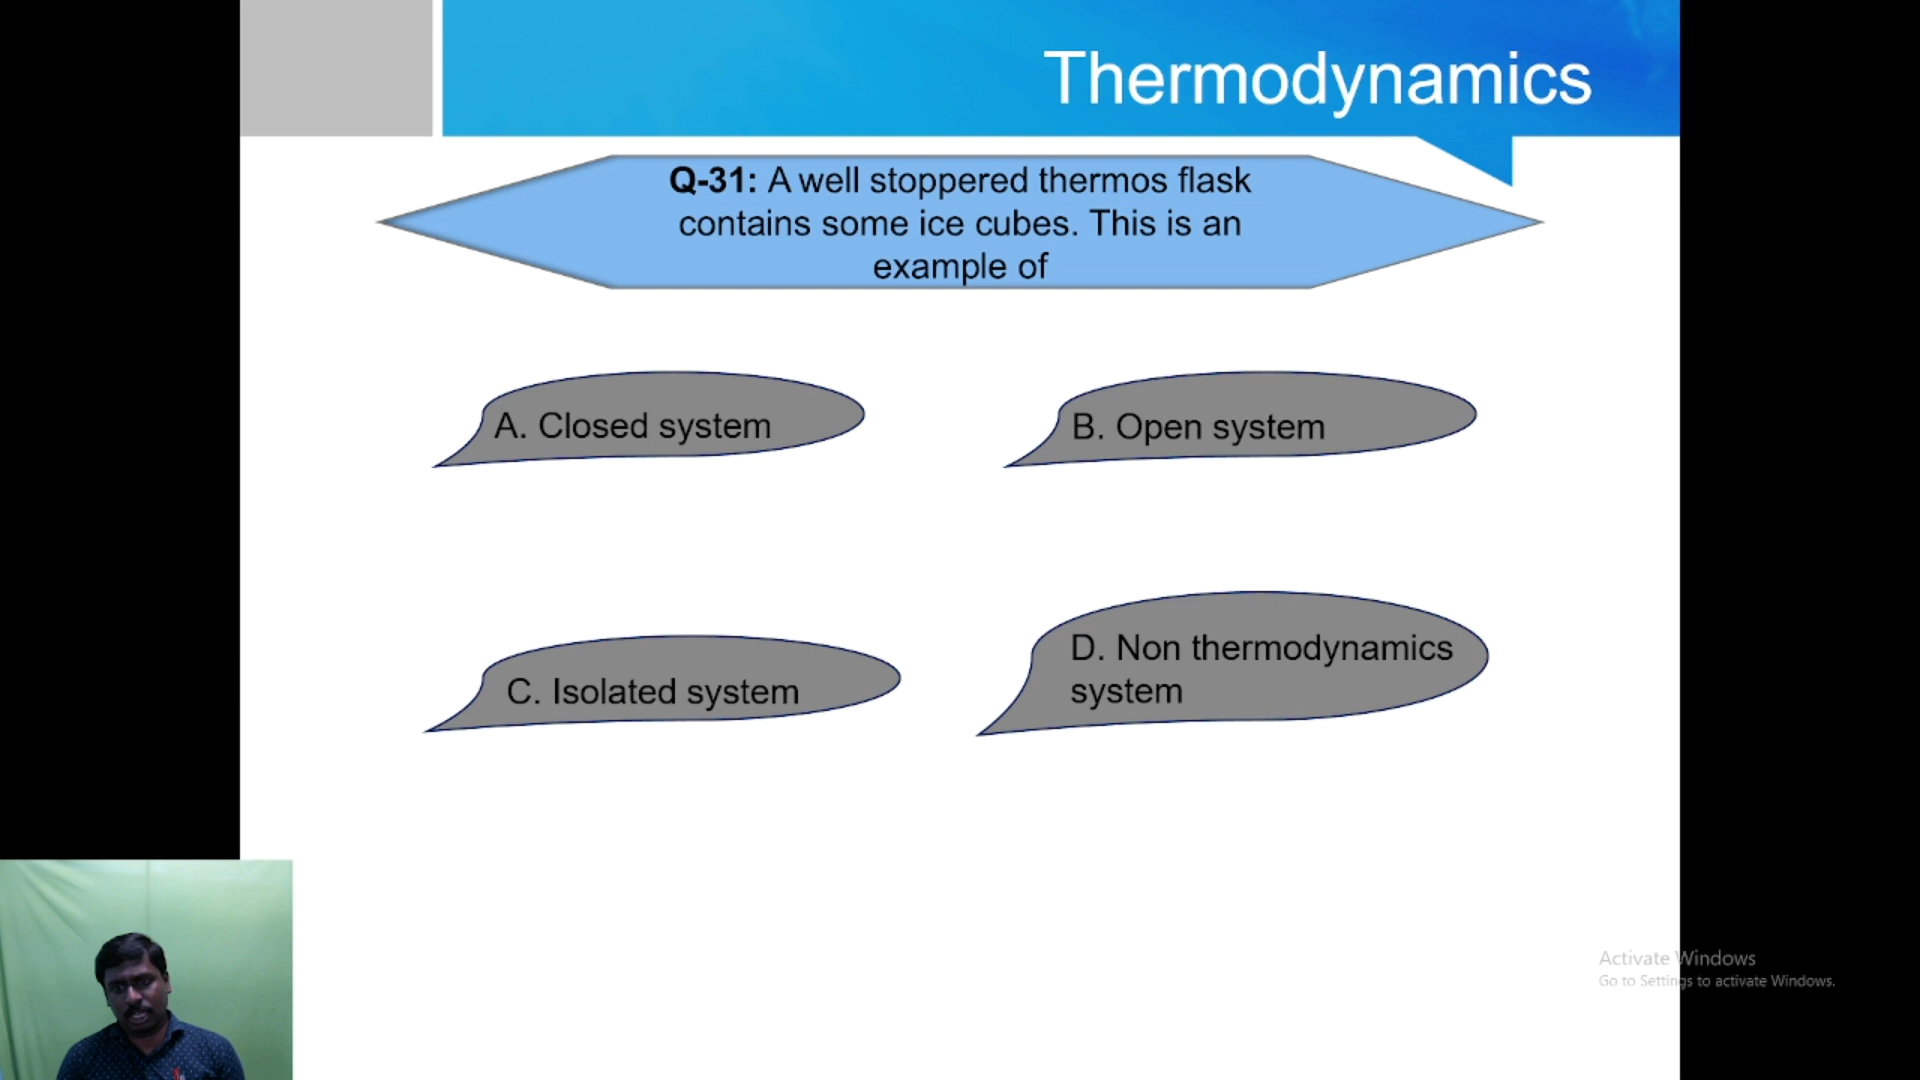 Thermodynamics
Q-31: A well stoppered thermos flask
contains some ice cubes. This is an
example of
A. Closed system
B. Open system
C. Isolated system
D. Non thermodynamics
system
Activate Windows
Go to Settings to activate Windows.